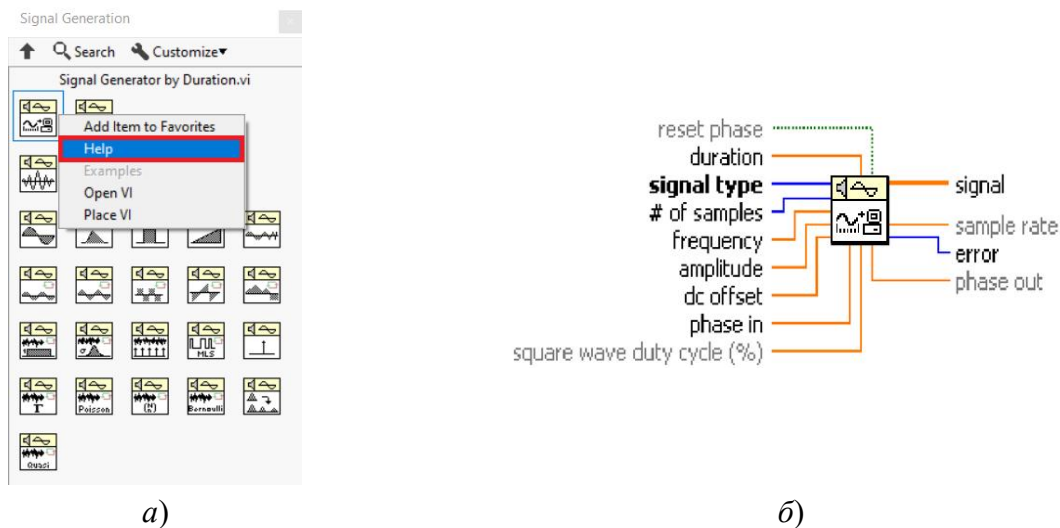 Signal Generation
Search Customize▾
Signal Generator by Duration.vi
Add Item to Favorites
Help
Examples
Open VI
Place VI
MLS
Poisson
(N n)
Bernoulli
Quasi
reset phase
duration
signal type
# of samples
frequency
amplitude
dc offset
phase in
square wave duty cycle (%)
signal
sample rate
error
phase out
а)
б)